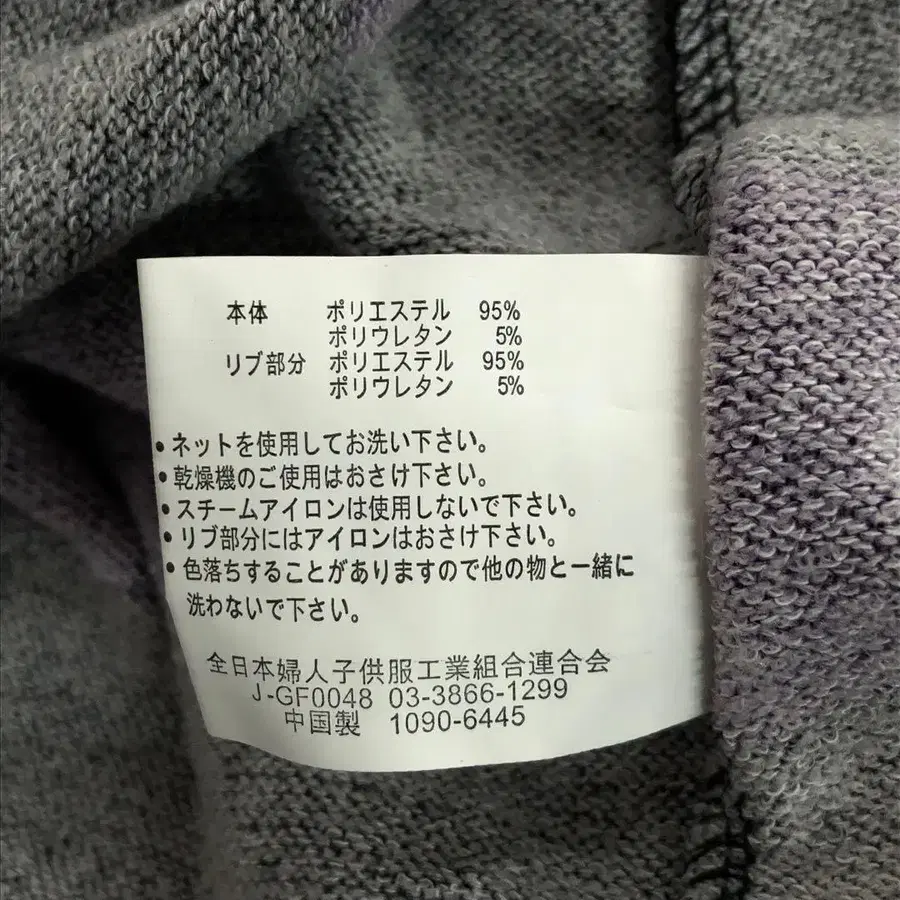 本体 ポリエステル 95%
ポリウレタン 5%
リブ部分 ポリエステル 95%
ポリウレタン 5%
•ネットを使用してお洗い下さい。
•乾燥機のご使用はおさけ下さい。
•スチームアイロンは使用しないで下さい。
•リブ部分にはアイロンはおさけ下さい。
•色落ちすることがありますので他の物と一緒に
洗わないで下さい。
全日本婦人子供服工業組合連合会
J-GF0048 03-3866-1299
中国製 1090-6445